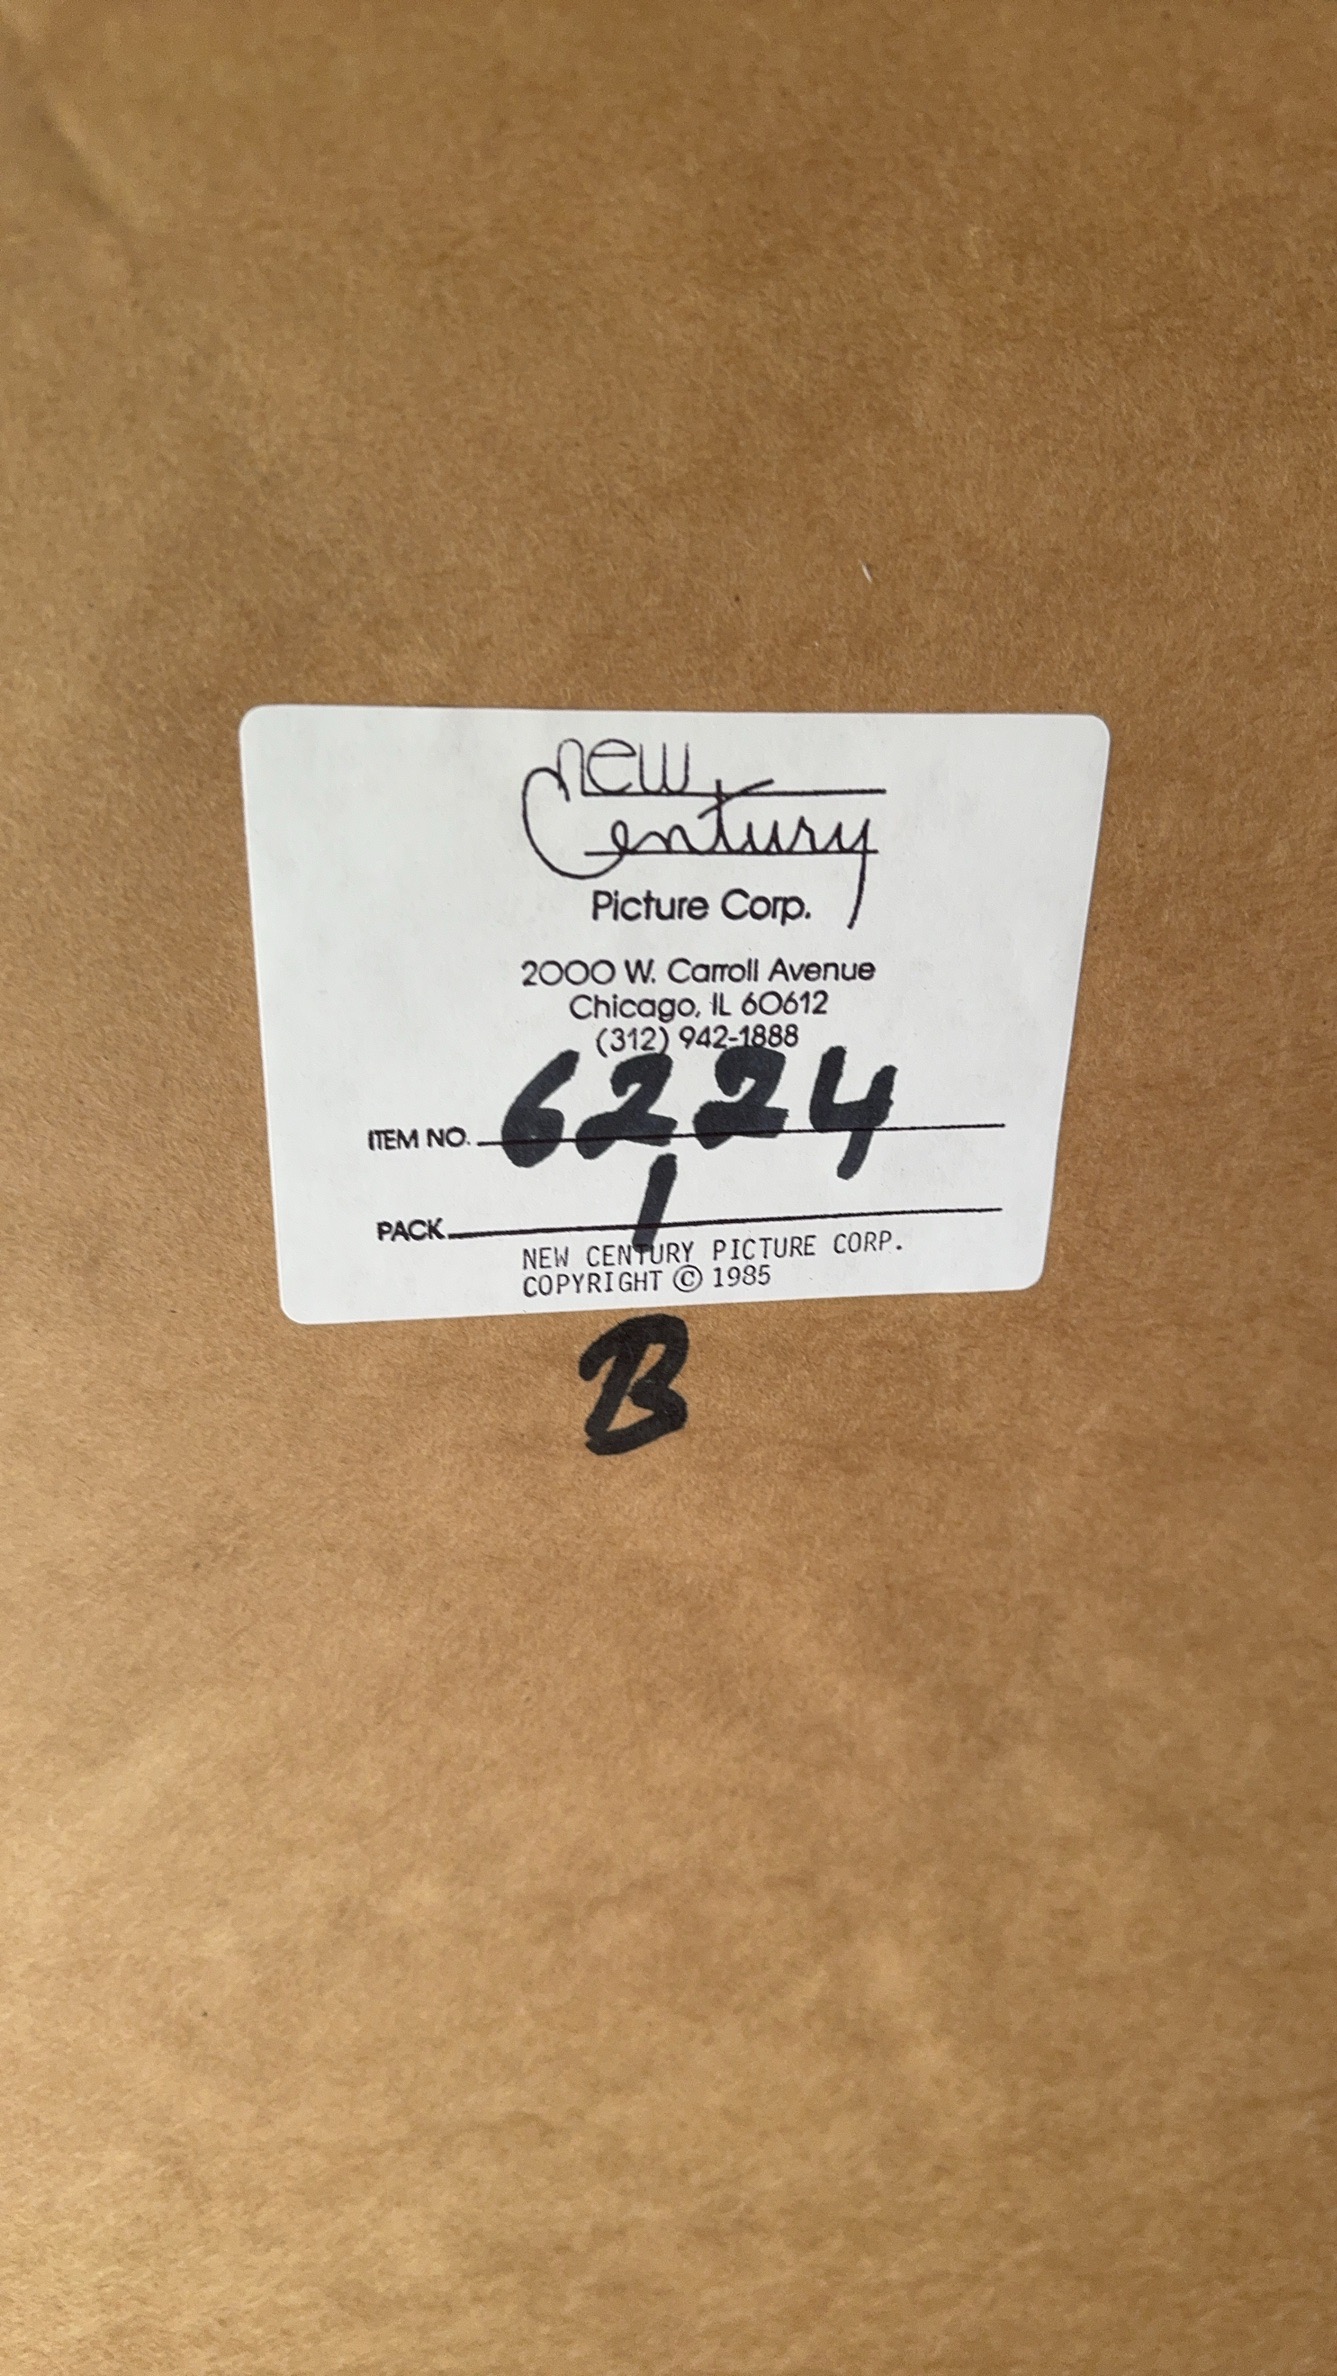 new
Century
Picture Corp.
2000 W. Carroll Avenue
Chicago, IL 60612
(312) 942-1888
ITEM NO. 6224
PACK 1
NEW CENTURY PICTURE CORP.
COPYRIGHT © 1985
B